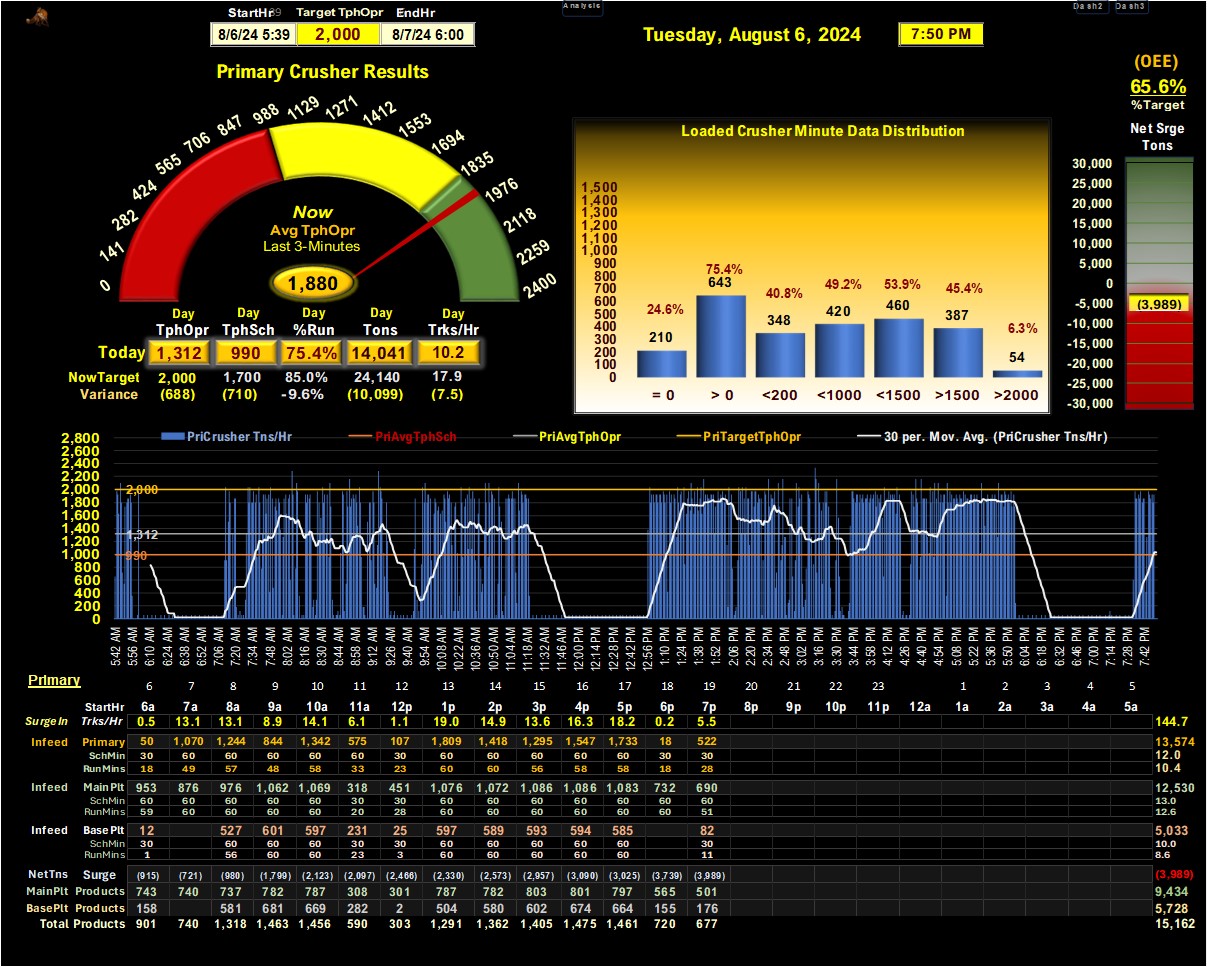 Analysis
Dash2 Dash3
StartHr Target TphOpr EndHr
8/6/24 5:39 2,000 8/7/24 6:00
Tuesday, August 6, 2024 7:50 PM
Primary Crusher Results
(OEE)
65.6%
%Target
Net Srge
Tons
0 141 282 424 565 706 847 988 1129 1271 1412 1553 1694 1835 1976 2118 2259 2400
Now
Avg TphOpr
Last 3-Minutes
1,880
Day Day Day Day Day
TphOpr TphSch %Run Tons Trks/Hr
Today 1,312 990 75.4% 14,041 10.2
NowTarget 2,000 1,700 85.0% 24,140 17.9
Variance (688) (710) -9.6% (10,099) (7.5)
Loaded Crusher Minute Data Distribution
1,500
1,400
1,300
1,200
1,100
1,000
900
800
700
600
500
400
300
200
100
0
24.6% 75.4% 40.8% 49.2% 53.9% 45.4% 6.3%
210 643 348 420 460 387 54
= 0 > 0 <200 <1000 <1500 >1500 >2000
30,000
25,000
20,000
15,000
10,000
5,000
0
-5,000
-10,000
-15,000
-20,000
-25,000
-30,000
(3,989)
PriCrusher Tns/Hr PriAvgTphSch PriAvgTphOpr PriTargetTphOpr 30 per. Mov. Avg. (PriCrusher Tns/Hr)
2,800
2,600
2,400
2,200
2,000
1,800
1,600
1,400
1,200
1,000
800
600
400
200
0
2,000
1,312
990
5:42 AM 5:56 AM 6:10 AM 6:24 AM 6:38 AM 6:52 AM 7:06 AM 7:20 AM 7:34 AM 7:48 AM 8:02 AM 8:16 AM 8:30 AM 8:44 AM 8:58 AM 9:12 AM 9:26 AM 9:40 AM 9:54 AM 10:08 AM 10:22 AM 10:36 AM 10:50 AM 11:04 AM 11:18 AM 11:32 AM 11:46 AM 12:00 PM 12:14 PM 12:28 PM 12:42 PM 12:56 PM 1:10 PM 1:24 PM 1:38 PM 1:52 PM 2:06 PM 2:20 PM 2:34 PM 2:48 PM 3:02 PM 3:16 PM 3:30 PM 3:44 PM 3:58 PM 4:12 PM 4:26 PM 4:40 PM 4:54 PM 5:08 PM 5:22 PM 5:36 PM 5:50 PM 6:04 PM 6:18 PM 6:32 PM 6:46 PM 7:00 PM 7:14 PM 7:28 PM 7:42 PM
Primary
6 7 8 9 10 11 12 13 14 15 16 17 18 19 20 21 22 23 1 2 3 4 5
StartHr 6a 7a 8a 9a 10a 11a 12p 1p 2p 3p 4p 5p 6p 7p 8p 9p 10p 11p 12a 1a 2a 3a 4a 5a
SurgeIn Trks/Hr 0.5 13.1 13.1 8.9 14.1 6.1 1.1 19.0 14.9 13.6 16.3 18.2 0.2 5.5 144.7
Infeed Primary 50 1,070 1,244 844 1,342 575 107 1,809 1,418 1,295 1,547 1,733 18 522 13,574
SchMin 30 60 60 60 60 30 30 60 60 60 60 60 30 30 12.0
RunMins 18 49 57 48 58 33 23 60 60 56 58 58 18 28 10.4
Infeed MainPlt 953 876 976 1,062 1,069 318 451 1,076 1,072 1,086 1,086 1,083 732 690 12,530
SchMin 60 60 60 60 60 30 30 60 60 60 60 60 60 60 13.0
RunMins 59 60 60 60 60 20 28 60 60 60 60 60 60 51 12.6
Infeed BasePlt 12 527 601 597 231 25 597 589 593 594 585 82 5,033
SchMin 30 60 60 60 30 30 60 60 60 60 60 30 10.0
RunMins 1 56 60 60 23 3 60 60 60 60 60 11 8.6
NetTns Surge (915) (721) (980) (1,799) (2,123) (2,097) (2,466) (2,330) (2,573) (2,957) (3,090) (3,025) (3,739) (3,989) (3,989)
MainPlt Products 743 740 737 782 787 308 301 787 782 803 801 797 565 501 9,434
BasePlt Products 158 581 681 669 282 2 504 580 602 674 664 155 176 5,728
Total Products 901 740 1,318 1,463 1,456 590 303 1,291 1,362 1,405 1,475 1,461 720 677 15,162